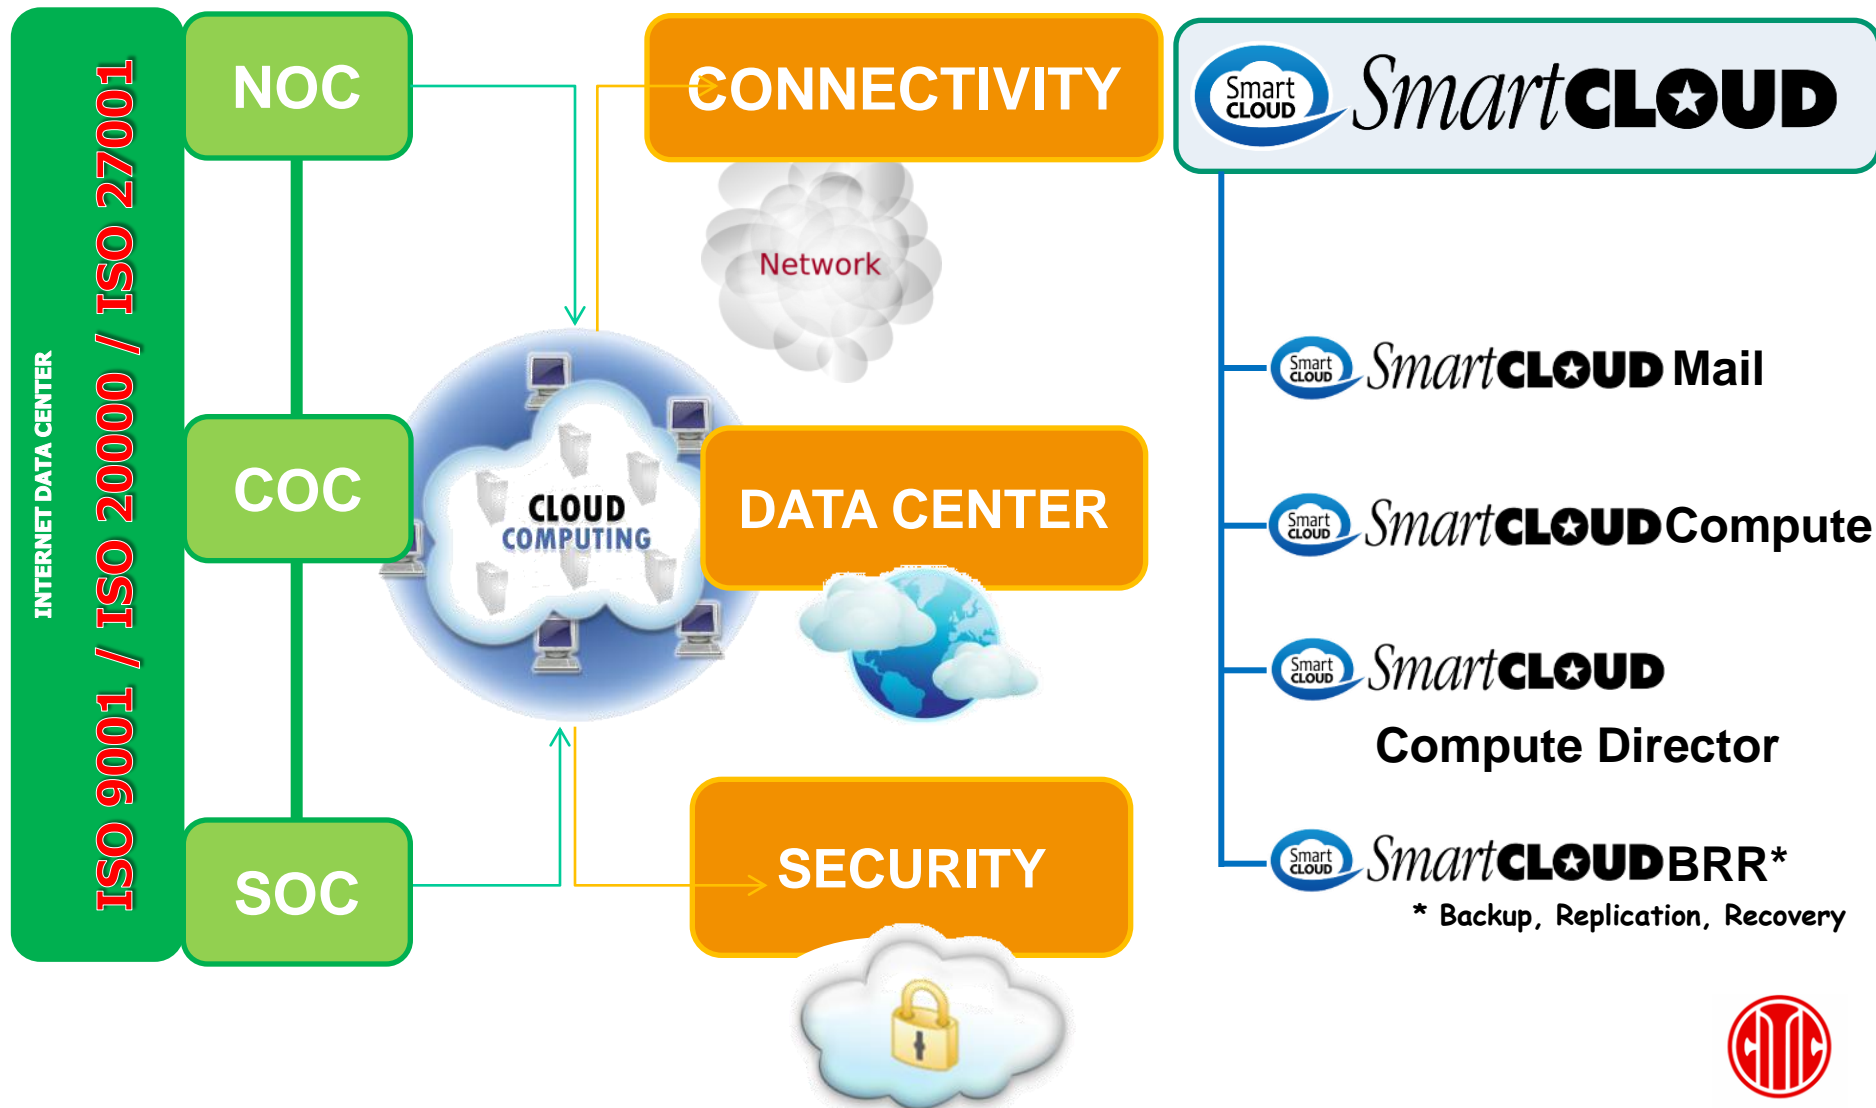 INTERNET DATA CENTER
ISO 9001 / ISO 20000 / ISO 27001
NOC
COC
SOC
CLOUD
COMPUTING
CONNECTIVITY
Network
DATA CENTER
SECURITY
Smart
CLOUD
SmartCLOUD
Smart
CLOUD
SmartCLOUD Mail
Smart
CLOUD
SmartCLOUD Compute
Smart
CLOUD
SmartCLOUD
Compute Director
Smart
CLOUD
SmartCLOUD BRR*
* Backup, Replication, Recovery
CITIC